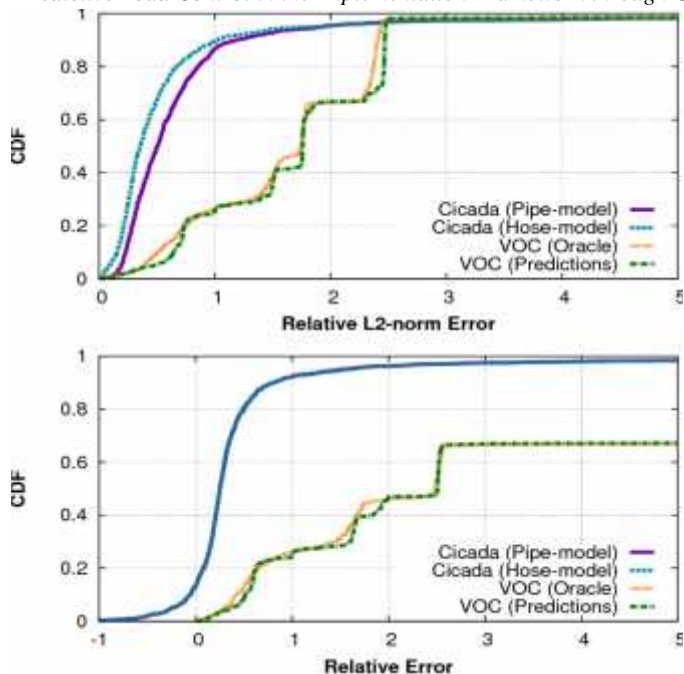 1
0.8
0.6
CDF
0.4
0.2
0
Cicada (Pipe-model)
Cicada (Hose-model)
VOC (Oracle)
VOC (Predictions)
0 1 2 3 4 5
Relative L2-norm Error
1
0.8
0.6
CDF
0.4
0.2
0
Cicada (Pipe-model)
Cicada (Hose-model)
VOC (Oracle)
VOC (Predictions)
-1 0 1 2 3 4 5
Relative Error